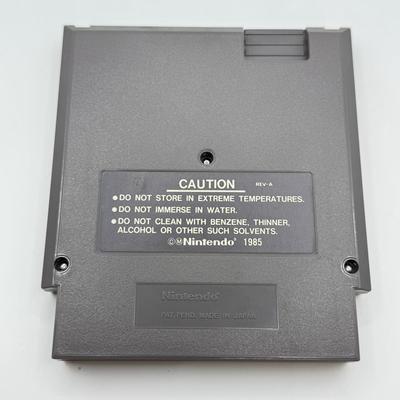 CAUTION REV-A
●DO NOT STORE IN EXTREME TEMPERATURES.
●DO NOT IMMERSE IN WATER.
●DO NOT CLEAN WITH BENZENE, THINNER,
ALCOHOL OR OTHER SUCH SOLVENTS.
©ⓂNintendo® 1985
Nintendo®
PAT. PEND. MADE IN JAPAN